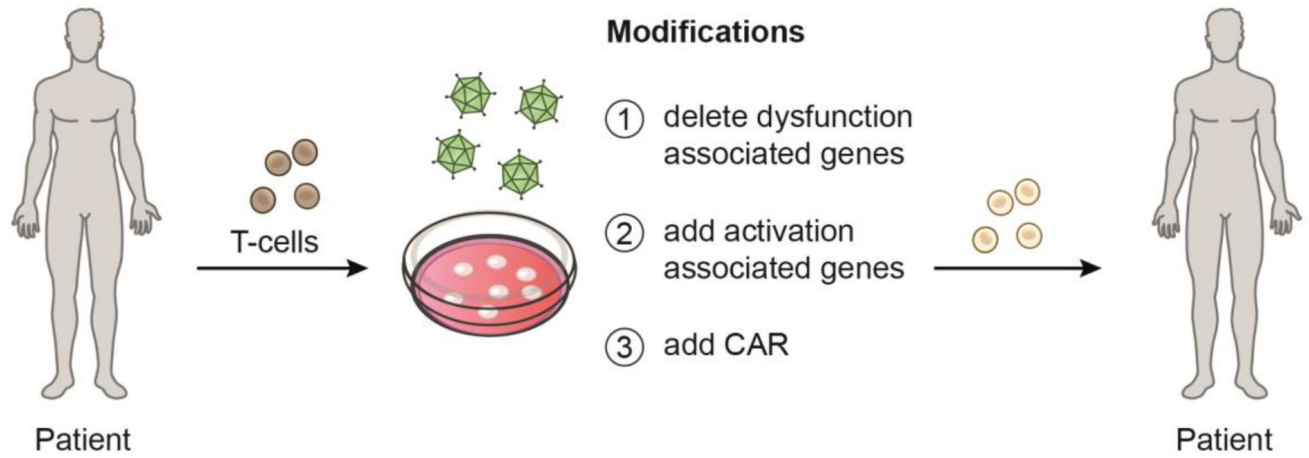 Modifications
1 delete dysfunction
associated genes
T-cells
2 add activation
associated genes
3 add CAR
Patient
Patient